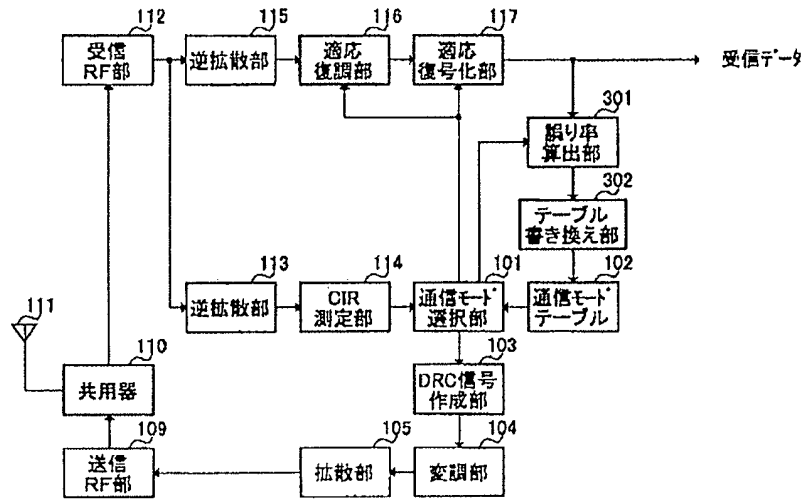 112
受信
RF部
115
逆拡散部
116
適応
復調部
117
適応
復号化部
受信データ
301
誤り率
算出部
302
テーブル
書き換え部
113
逆拡散部
114
CIR
測定部
101
通信モード
選択部
102
通信モード
テーブル
111
110
共用器
103
DRC信号
作成部
109
送信
RF部
105
拡散部
104
変調部